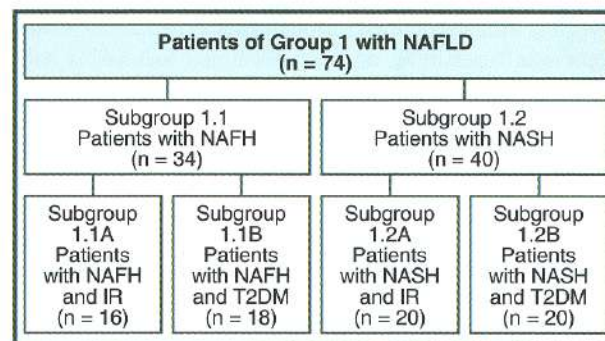 Patients of Group 1 with NAFLD
(n = 74)
Subgroup 1.1
Patients with NAFH
(n = 34)
Subgroup 1.2
Patients with NASH
(n = 40)
Subgroup
1.1A
Patients
with NAFH
and IR
(n = 16)
Subgroup
1.1B
Patients
with NAFH
and T2DM
(n = 18)
Subgroup
1.2A
Patients
with NASH
and IR
(n = 20)
Subgroup
1.2B
Patients
with NASH
and T2DM
(n = 20)